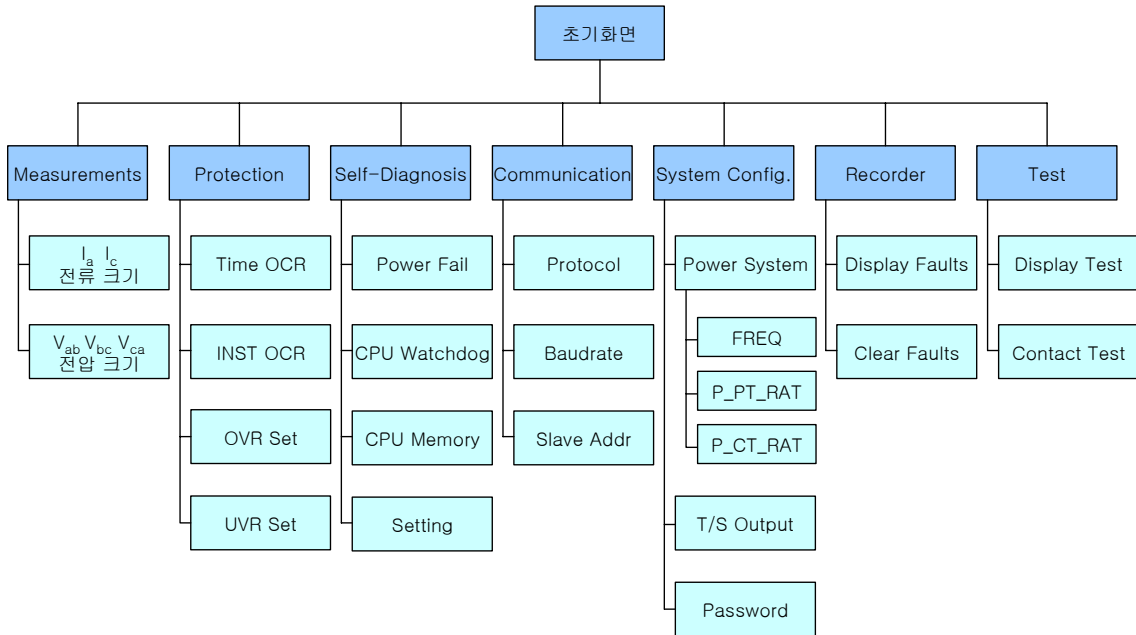 초기화면
Measurements
Protection
Self-Diagnosis
Communication
System Config.
Recorder
Test
Ia Ic
전류 크기
Vab Vbc Vca
전압 크기
Time OCR
INST OCR
OVR Set
UVR Set
Power Fail
CPU Watchdog
CPU Memory
Setting
Protocol
Baudrate
Slave Addr
Power System
FREQ
P_PT_RAT
P_CT_RAT
T/S Output
Password
Display Faults
Clear Faults
Display Test
Contact Test